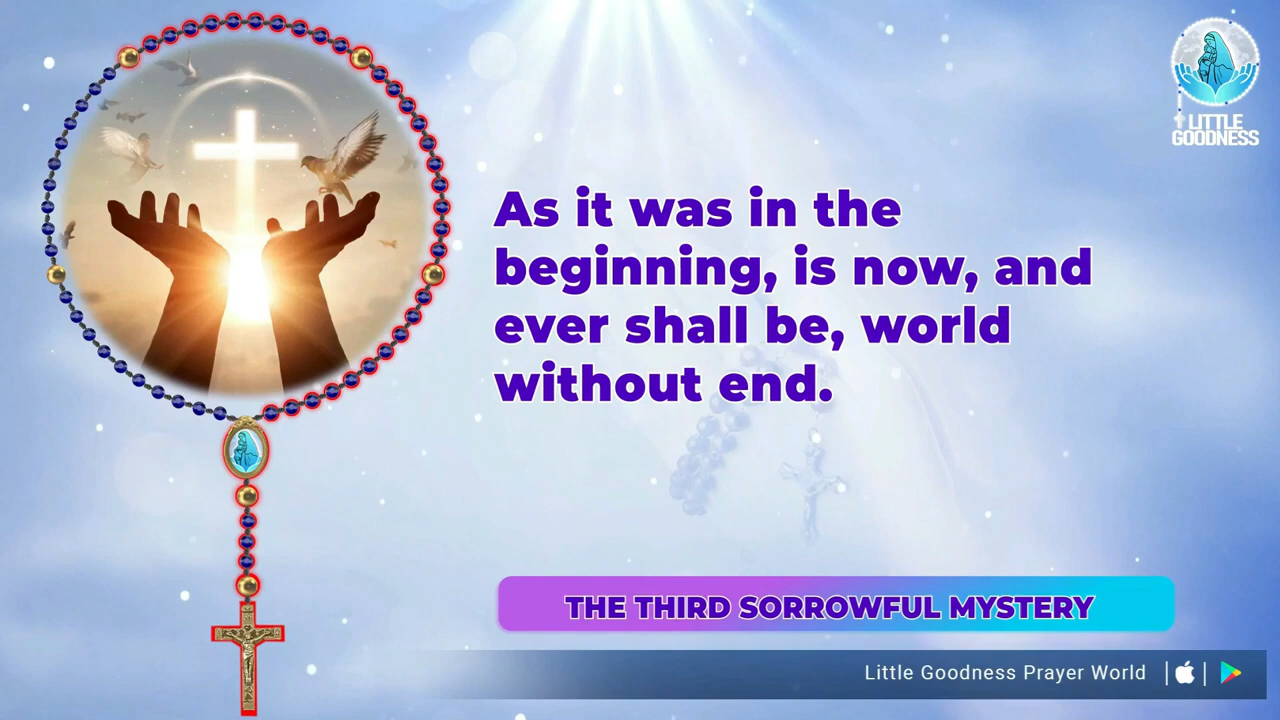 LITTLE
GOODNESS
As it was in the
beginning, is now, and
ever shall be, world
without end.
THE THIRD SORROWFUL MYSTERY
Little Goodness Prayer World